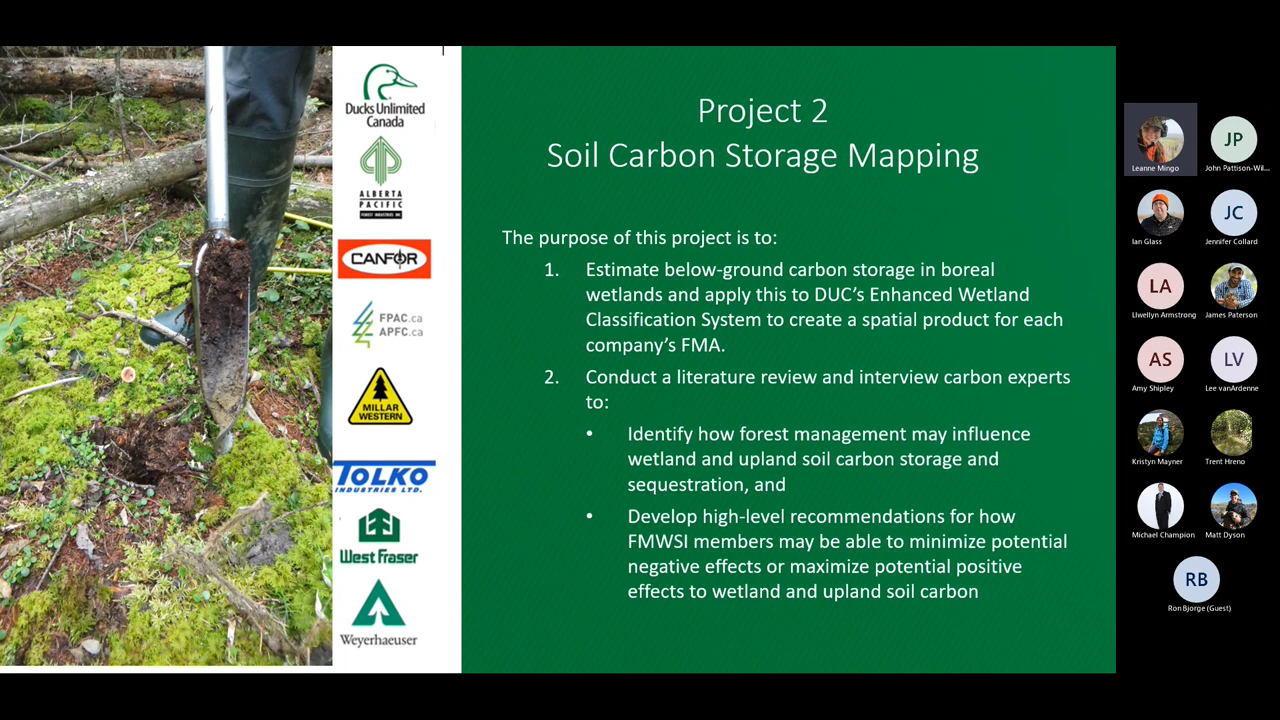 Ducks Unlimited
Canada
ALBERTA
PACIFIC
FOREST INDUSTRIES INC
CANFOR
FPAC.ca
APFC.ca
MILLAR
WESTERN
TOLKO
INDUSTRIES LTD.
West Fraser
Weyerhaeuser
Project 2
Soil Carbon Storage Mapping
The purpose of this project is to:
1. Estimate below-ground carbon storage in boreal
wetlands and apply this to DUC’s Enhanced Wetland
Classification System to create a spatial product for each
company’s FMA.
2. Conduct a literature review and interview carbon experts
to:
• Identify how forest management may influence
wetland and upland soil carbon storage and
sequestration, and
• Develop high-level recommendations for how
FMWSI members may be able to minimize potential
negative effects or maximize potential positive
effects to wetland and upland soil carbon
Leanne Mingo
JP
John Pattison-Wil...
Ian Glass
JC
Jennifer Collard
LA
Llwellyn Armstrong
James Paterson
AS
Amy Shipley
LV
Lee vanArdenne
Kristyn Mayner
Trent Hreno
Michael Champion
Matt Dyson
RB
Ron Bjorge (Guest)